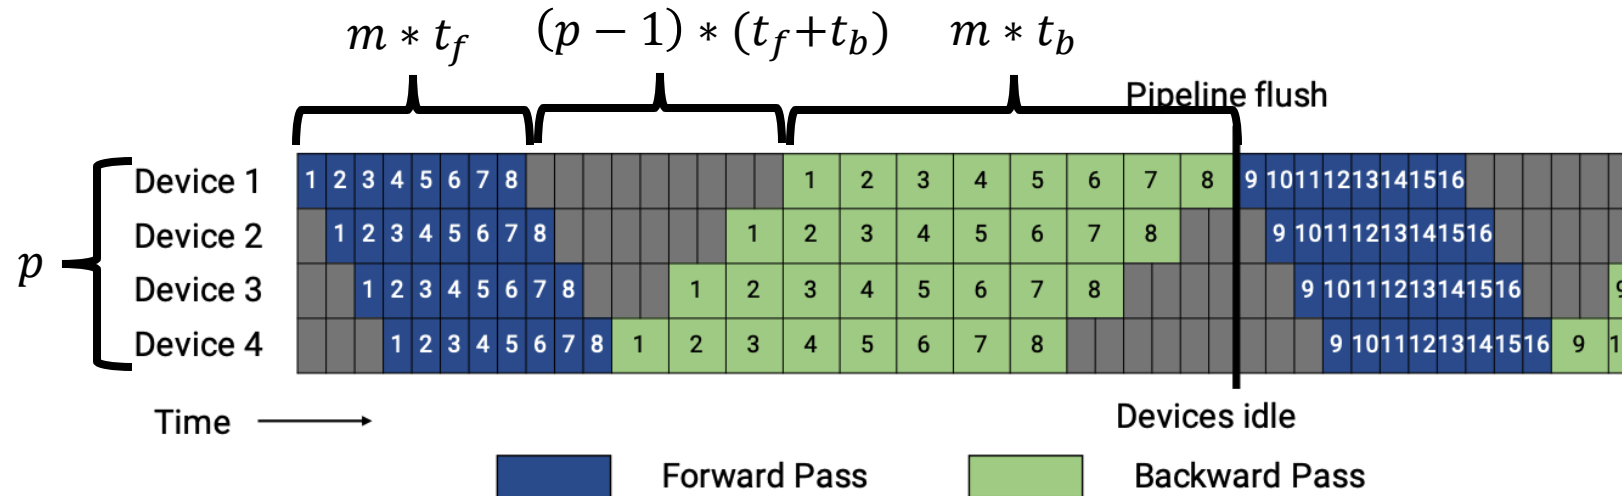 m * t_f (p − 1) * (t_f+t_b) m * t_b
Pipeline flush
Device 1 1 2 3 4 5 6 7 8 1 2 3 4 5 6 7 8 9 10 11 12 13 14 15 16
Device 2 1 2 3 4 5 6 7 8 1 2 3 4 5 6 7 8 9 10 11 12 13 14 15 16
p
Device 3 1 2 3 4 5 6 7 8 1 2 3 4 5 6 7 8 9 10 11 12 13 14 15 16 9
Device 4 1 2 3 4 5 6 7 8 1 2 3 4 5 6 7 8 9 10 11 12 13 14 15 16 9 1
Time Devices idle
Forward Pass Backward Pass